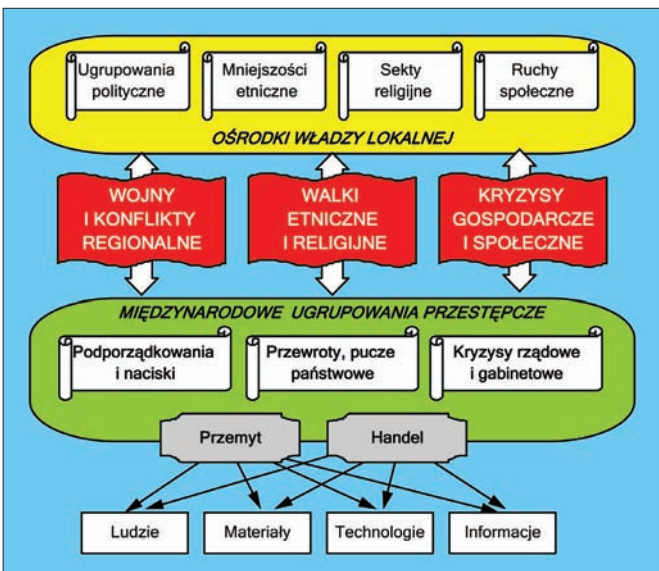 Ugrupowania
polityczne
Mniejszości
etniczne
Sekty
religijne
Ruchy
społeczne
OŚRODKI WŁADZY LOKALNEJ
WOJNY
I KONFLIKTY
REGIONALNE
WALKI
ETNICZNE
I RELIGIJNE
KRYZYSY
GOSPODARCZE
I SPOŁECZNE
MIĘDZYNARODOWE UGRUPOWANIA PRZESTĘPCZE
Podporządkowania
i naciski
Przewroty, pucze
państwowe
Kryzysy rządowe
i gabinetowe
Przemyt
Handel
Ludzie
Materiały
Technologie
Informacje